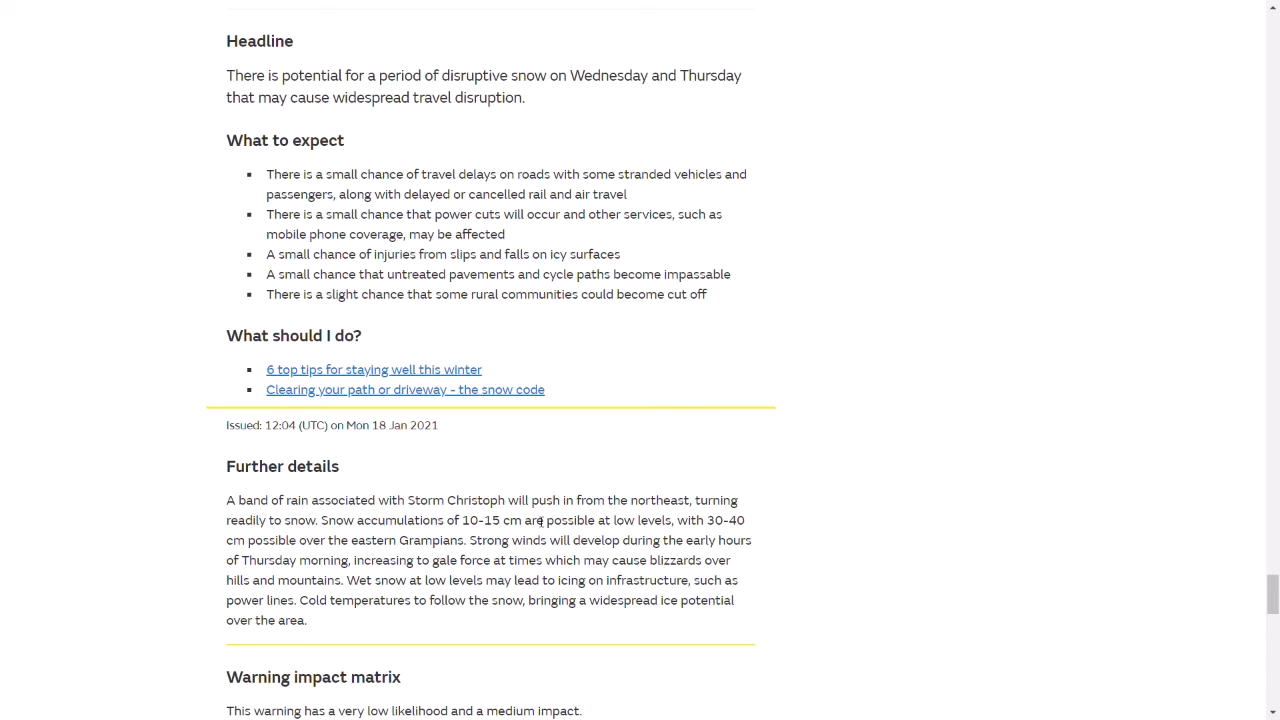 Headline
There is potential for a period of disruptive snow on Wednesday and Thursday
that may cause widespread travel disruption.
What to expect
There is a small chance of travel delays on roads with some stranded vehicles and
passengers, along with delayed or cancelled rail and air travel
There is a small chance that power cuts will occur and other services, such as
mobile phone coverage, may be affected
A small chance of injuries from slips and falls on icy surfaces
A small chance that untreated pavements and cycle paths become impassable
There is a slight chance that some rural communities could become cut off
What should I do?
6 top tips for staying well this winter
Clearing your path or driveway - the snow code
Issued: 12:04 (UTC) on Mon 18 Jan 2021
Further details
A band of rain associated with Storm Christoph will push in from the northeast, turning
readily to snow. Snow accumulations of 10-15 cm are possible at low levels, with 30-40
cm possible over the eastern Grampians. Strong winds will develop during the early hours
of Thursday morning, increasing to gale force at times which may cause blizzards over
hills and mountains. Wet snow at low levels may lead to icing on infrastructure, such as
power lines. Cold temperatures to follow the snow, bringing a widespread ice potential
over the area.
Warning impact matrix
This warning has a very low likelihood and a medium impact.